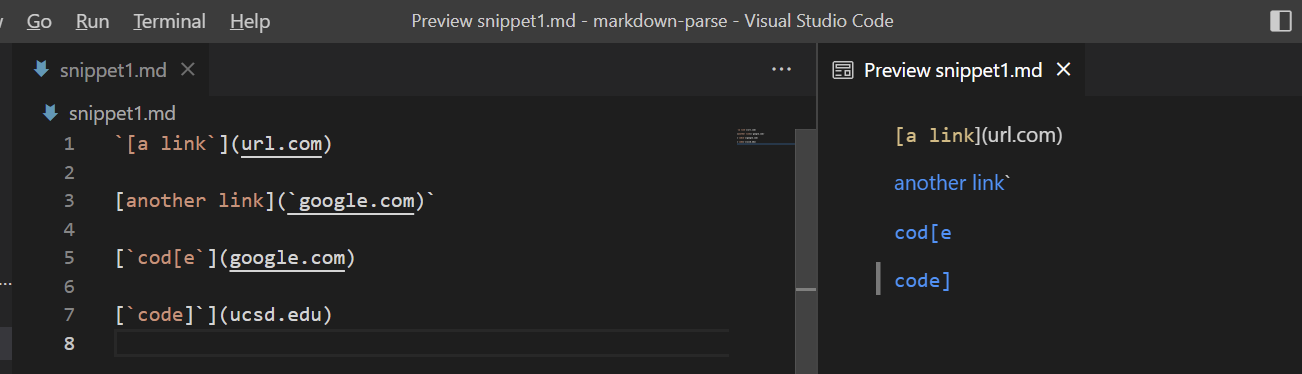 Go Run Terminal Help Preview snippet1.md - markdown-parse - Visual Studio Code
snippet1.md × ···
snippet1.md
1 `[a link`](url.com)
2
3 [another link](`google.com)`
4
5 [`cod[e`](google.com)
6
7 [`code]`](ucsd.edu)
8
Preview snippet1.md ×
[a link](url.com)
another link`
cod[e
code]